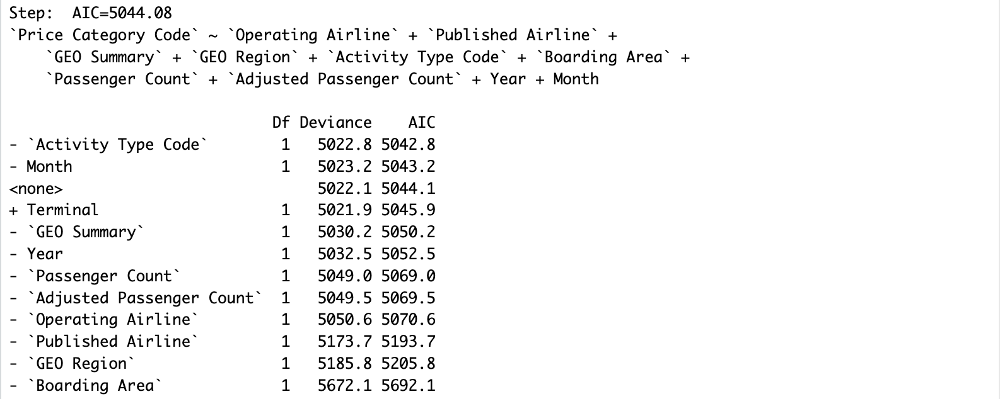 Step:  AIC=5044.08
`Price Category Code` ~ `Operating Airline` + `Published Airline` +
    `GEO Summary` + `GEO Region` + `Activity Type Code` + `Boarding Area` +
    `Passenger Count` + `Adjusted Passenger Count` + Year + Month

                             Df Deviance    AIC
- `Activity Type Code`        1   5022.8 5042.8
- Month                       1   5023.2 5043.2
<none>                            5022.1 5044.1
+ Terminal                    1   5021.9 5045.9
- `GEO Summary`               1   5030.2 5050.2
- Year                        1   5032.5 5052.5
- `Passenger Count`           1   5049.0 5069.0
- `Adjusted Passenger Count`  1   5049.5 5069.5
- `Operating Airline`         1   5050.6 5070.6
- `Published Airline`         1   5173.7 5193.7
- `GEO Region`                1   5185.8 5205.8
- `Boarding Area`             1   5672.1 5692.1